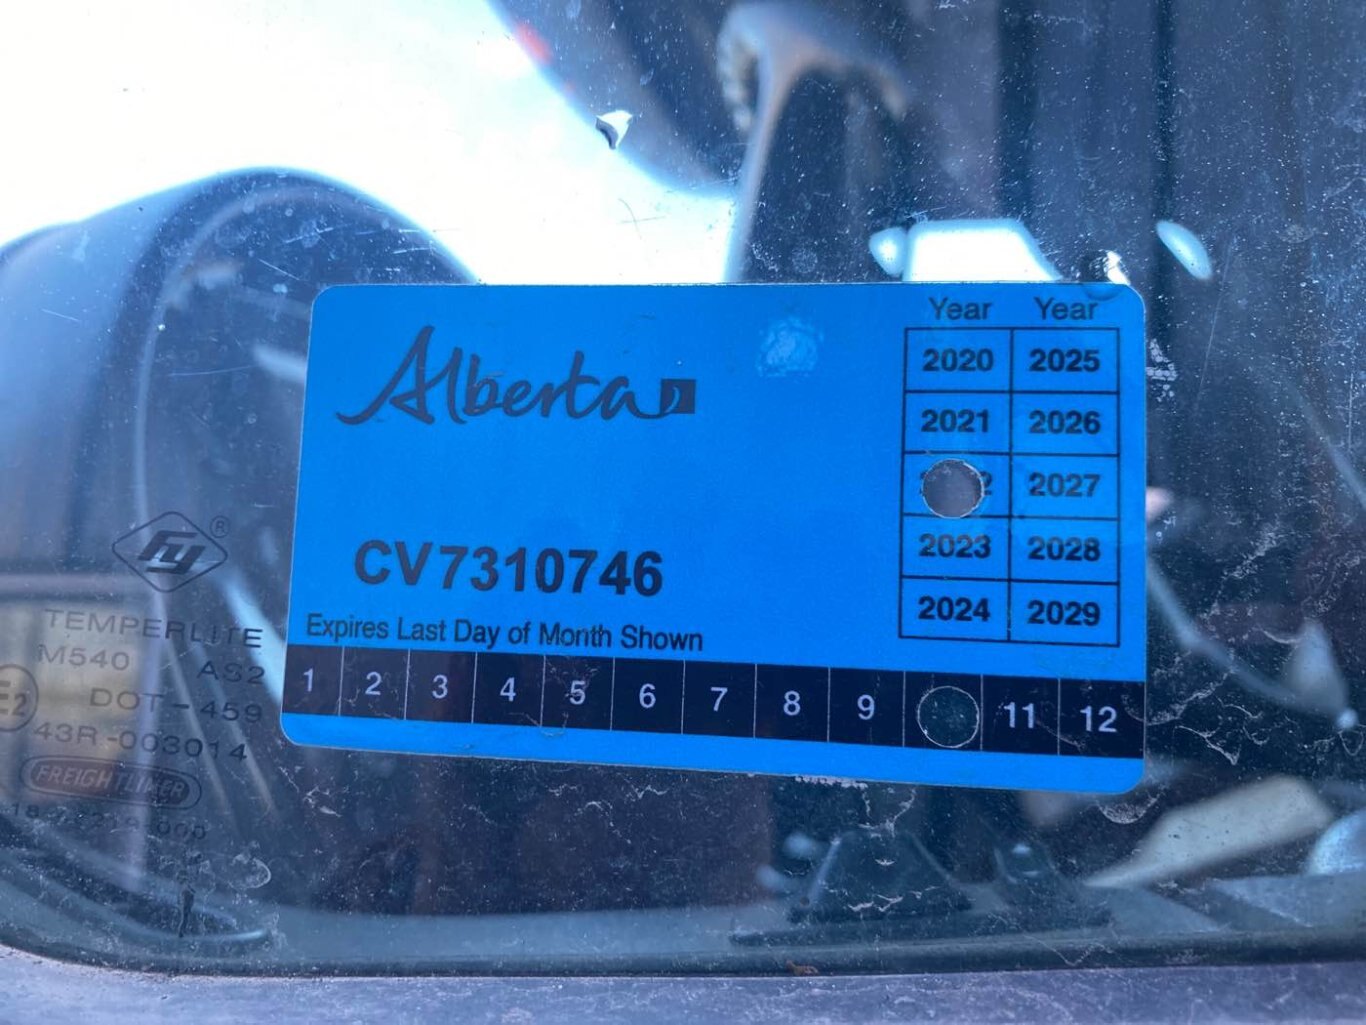 Alberta
Year Year
2020 2025
2021 2026
2027
2023 2028
2024 2029
CV7310746
Expires Last Day of Month Shown
1 2 3 4 5 6 7 8 9 11 12
FY ®
TEMPERLITE
M540 AS2
DOT-459
E2
43R-003014
FREIGHTLINER